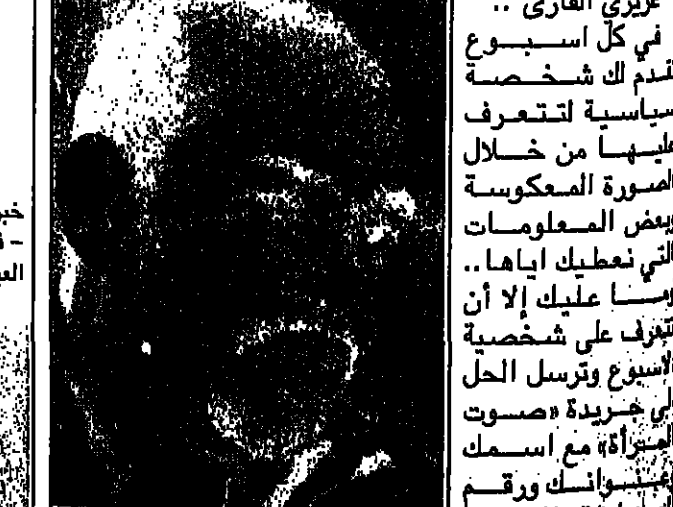 عزيزي القارئ ..
في كل اسبوع
نقدم لك شخصية
سياسية لتتعرف
عليها من خلال
الصورة المعكوسة
وبعض المعلومات
التي نعطيك اياها ..
وما عليك إلا أن
تتعرف على شخصية
الأسبوع وترسل الحل
الى جريدة «صوت
المرأة» مع اسمك
وعنوانك ورقم